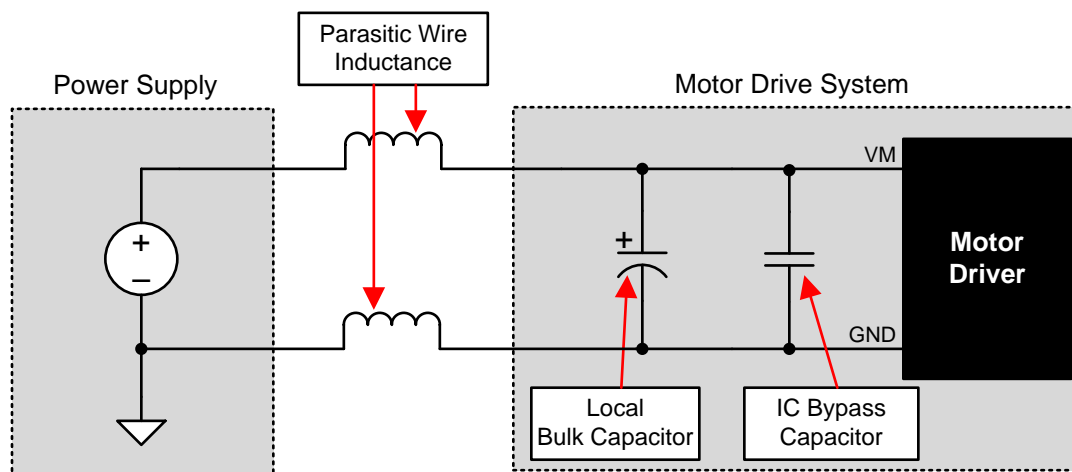 Parasitic Wire
Inductance
Power Supply
Motor Drive System
VM
+
−
+
Motor
Driver
GND
Local
Bulk Capacitor
IC Bypass
Capacitor